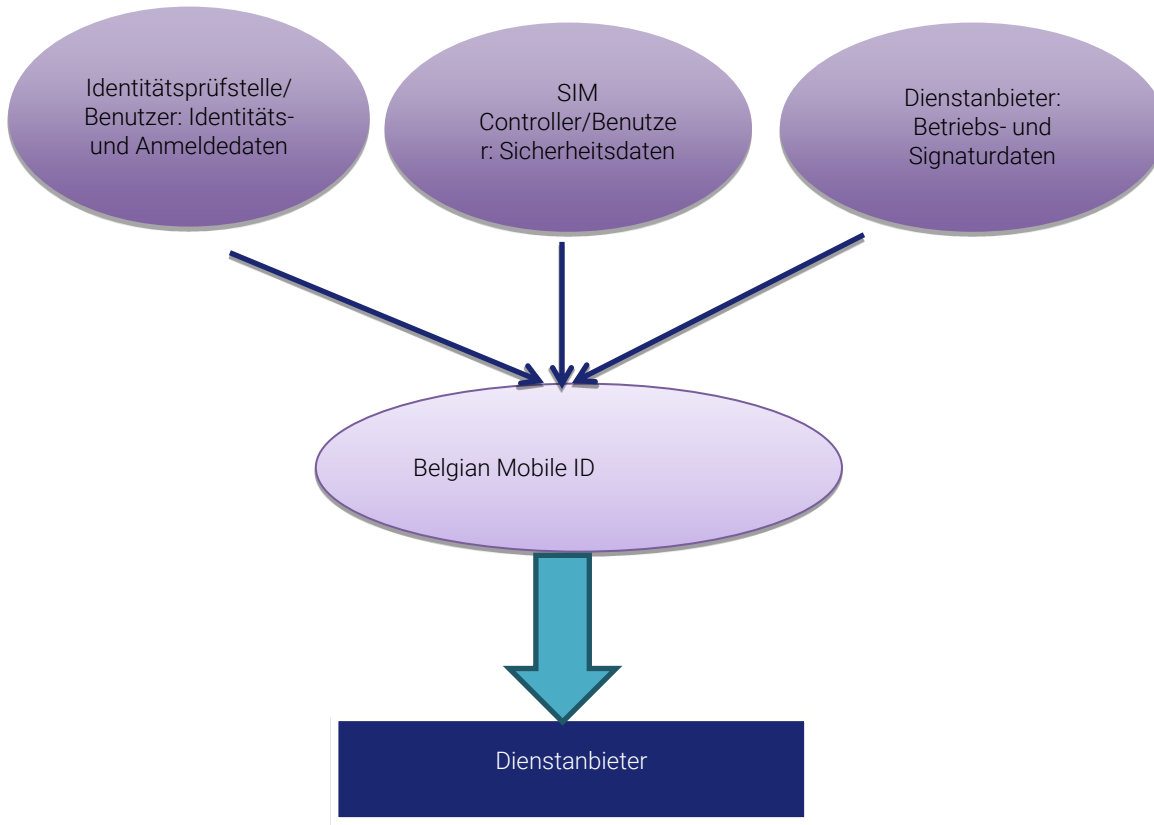 Identitätsprüfstelle/
Benutzer: Identitäts-
und Anmeldedaten
SIM
Controller/Benutze
r: Sicherheitsdaten
Dienstanbieter:
Betriebs- und
Signaturdaten
Belgian Mobile ID
Dienstanbieter